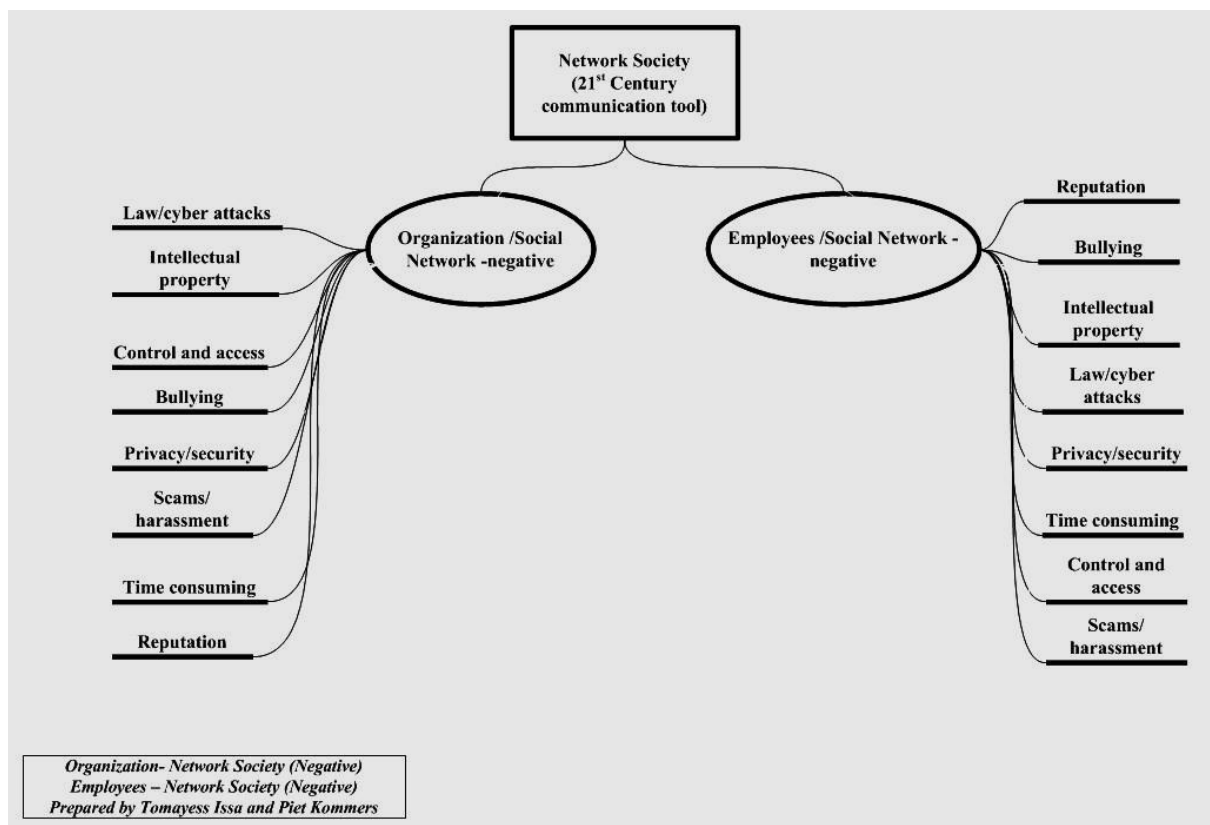 Network Society
(21st Century
communication tool)
Organization /Social
Network -negative
Employees /Social Network -
negative
Law/cyber attacks
Intellectual
property
Control and access
Bullying
Privacy/security
Scams/
harassment
Time consuming
Reputation
Reputation
Bullying
Intellectual
property
Law/cyber
attacks
Privacy/security
Time consuming
Control and
access
Scams/
harassment
Organization- Network Society (Negative)
Employees – Network Society (Negative)
Prepared by Tomayess Issa and Piet Kommers